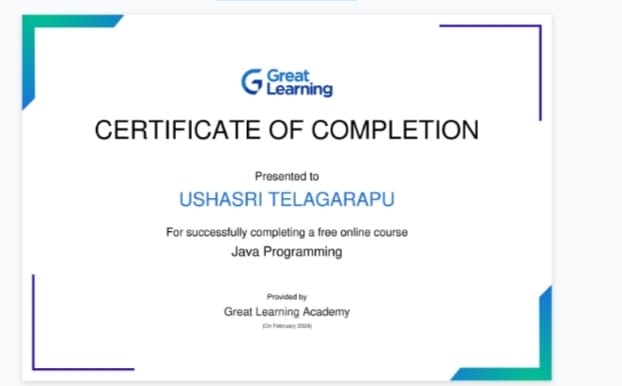 Great
Learning
CERTIFICATE OF COMPLETION
Presented to
USHASRI TELAGARAPU
For successfully completing a free online course
Java Programming
Provided by
Great Learning Academy
(On February 2024)